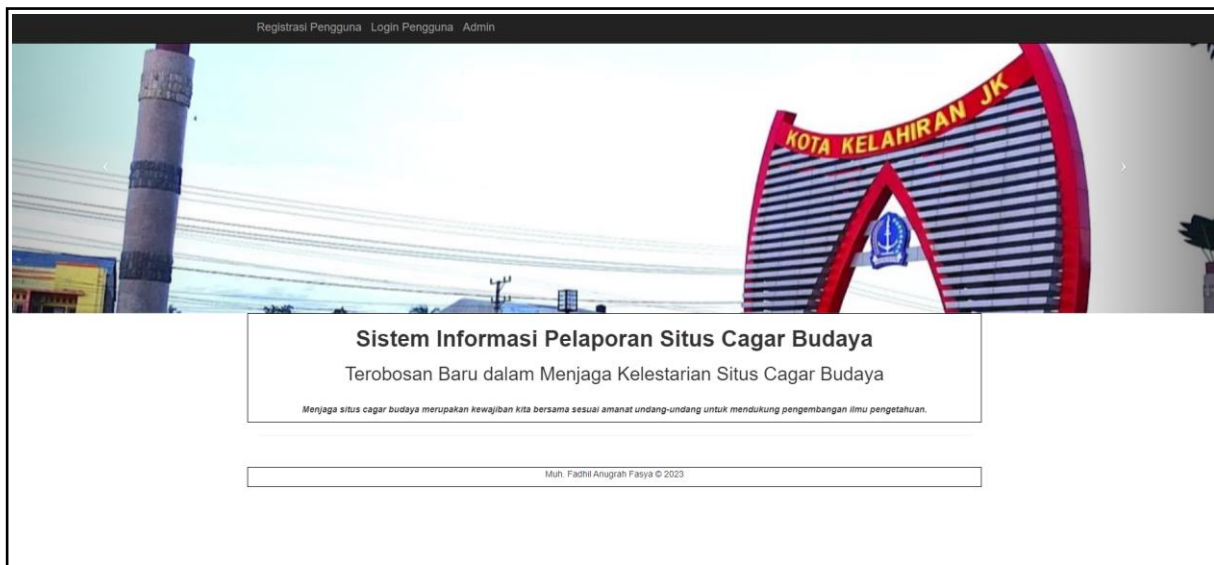 Registrasi Pengguna Login Pengguna Admin
KOTA KELAHIRAN JK
Sistem Informasi Pelaporan Situs Cagar Budaya
Terobosan Baru dalam Menjaga Kelestarian Situs Cagar Budaya
Menjaga situs cagar budaya merupakan kewajiban kita bersama sesuai amanat undang-undang untuk mendukung pengembangan ilmu pengetahuan.
Muh. Fadhil Anugrah Fasya © 2023